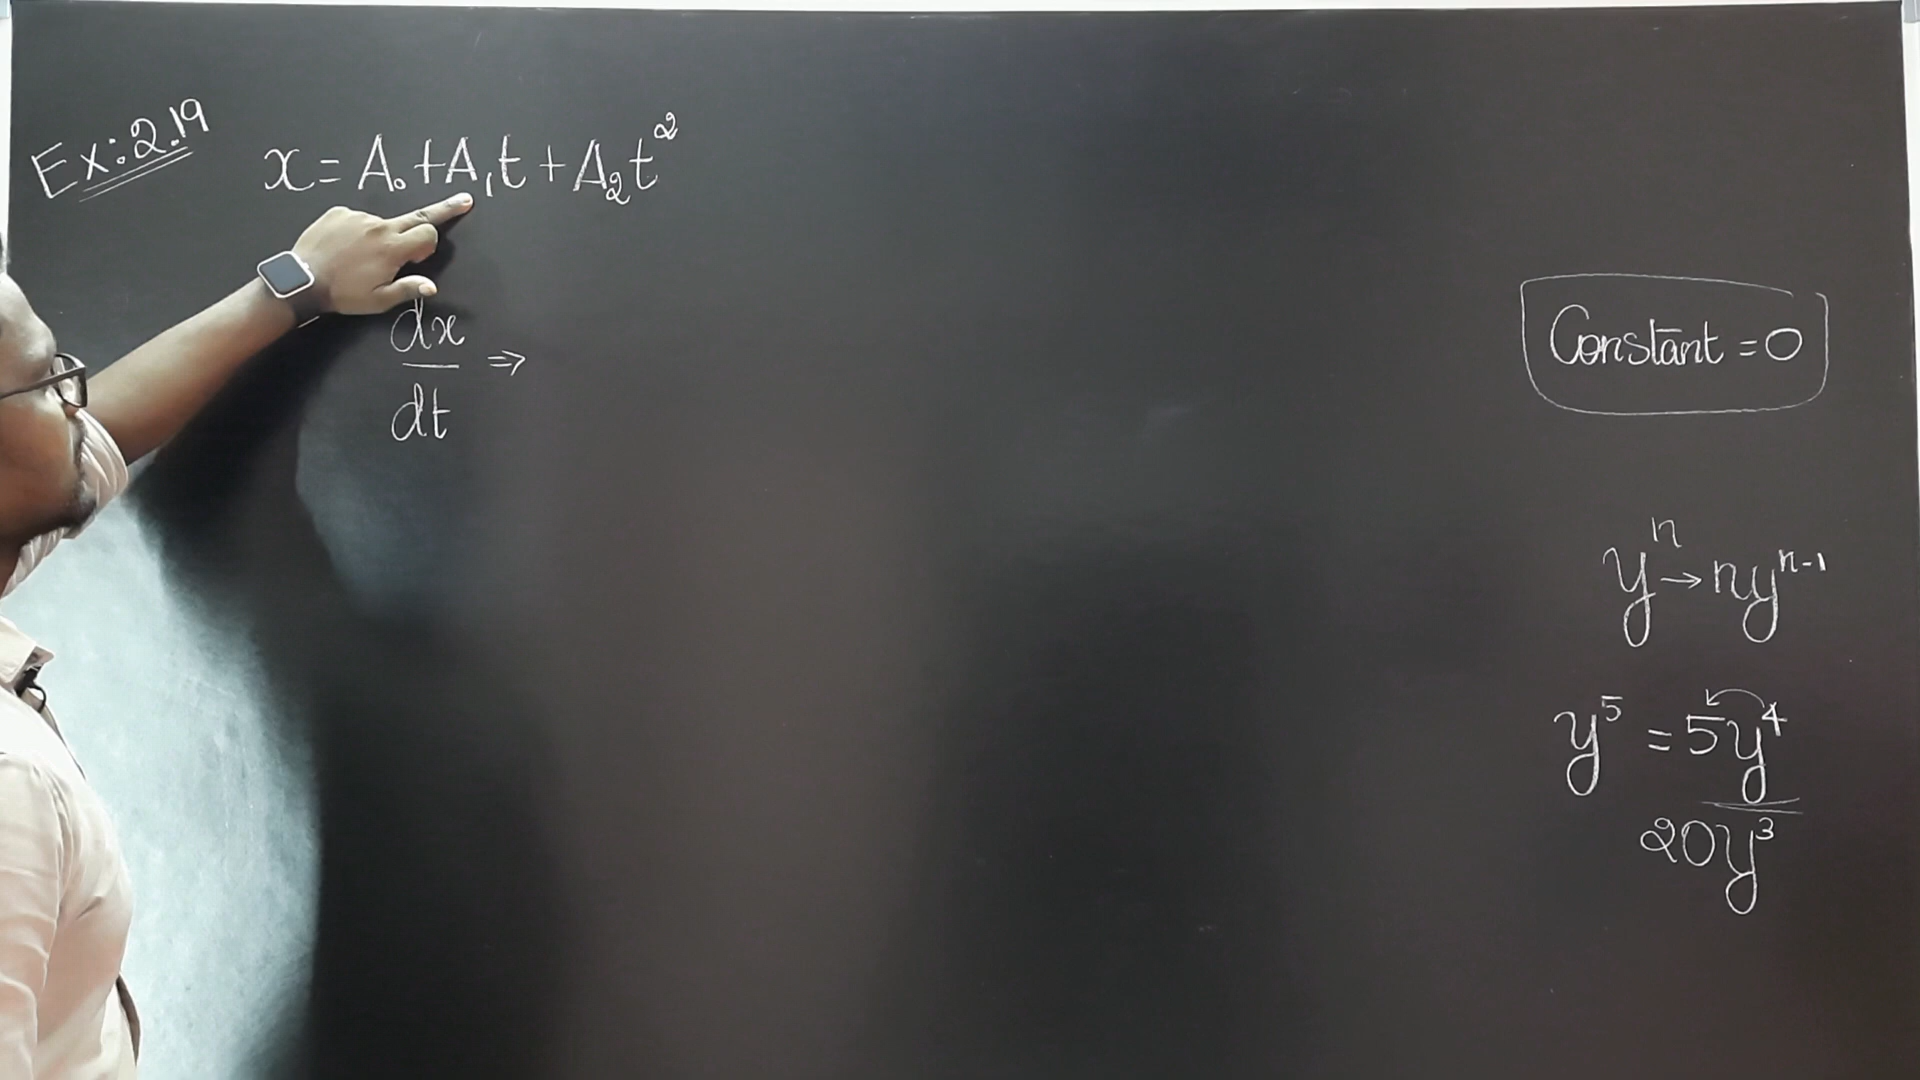 Ex:2.19
x = A₀ + A₁t + A₂t²
dx/dt ⇒
Constant = 0
yⁿ → nyⁿ⁻¹
y⁵ = 5y⁴
20y³